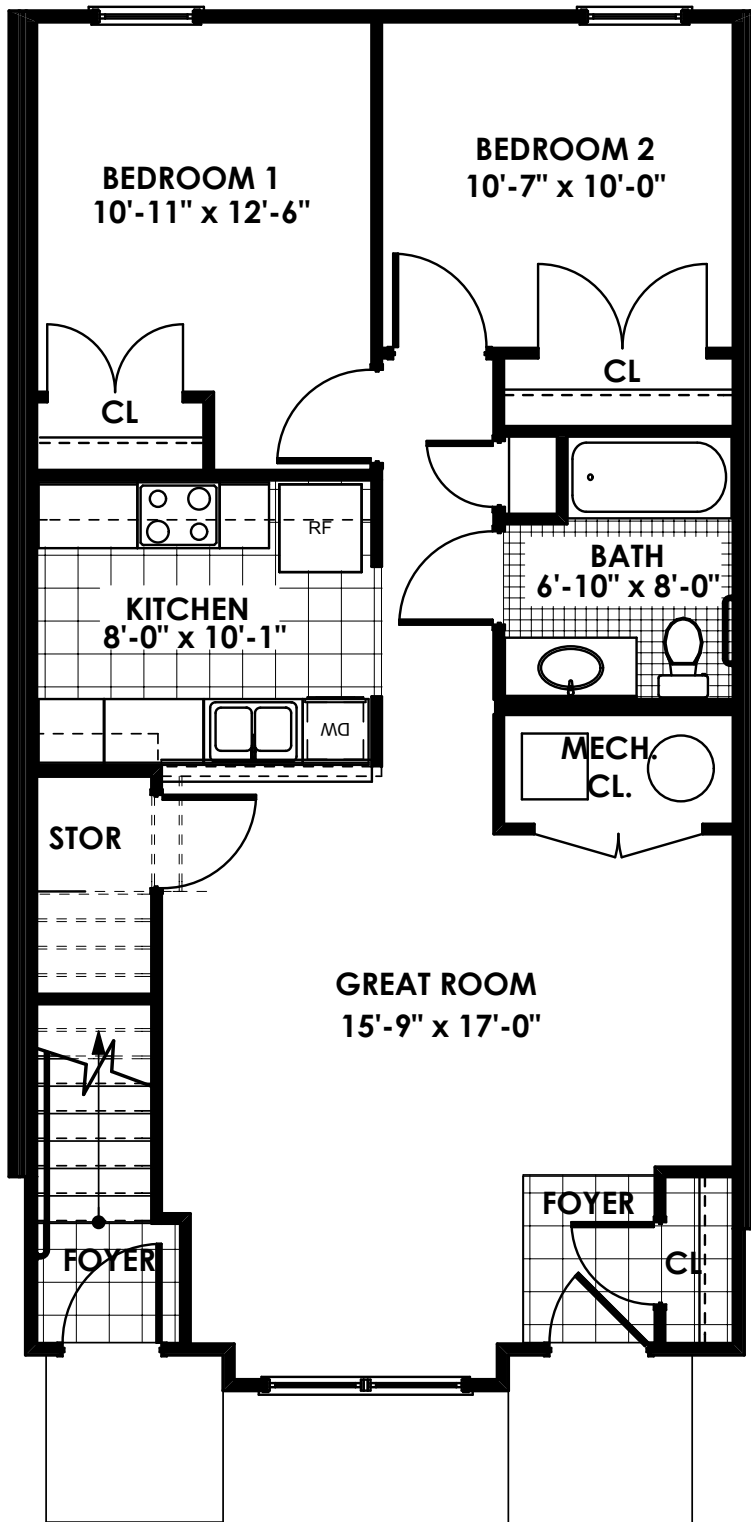 BEDROOM 1
10'-11" x 12'-6"
BEDROOM 2
10'-7" x 10'-0"
CL
CL
RF
KITCHEN
8'-0" x 10'-1"
BATH
6'-10" x 8'-0"
DW
MECH.
CL.
STOR
GREAT ROOM
15'-9" x 17'-0"
FOYER
FOYER
CL